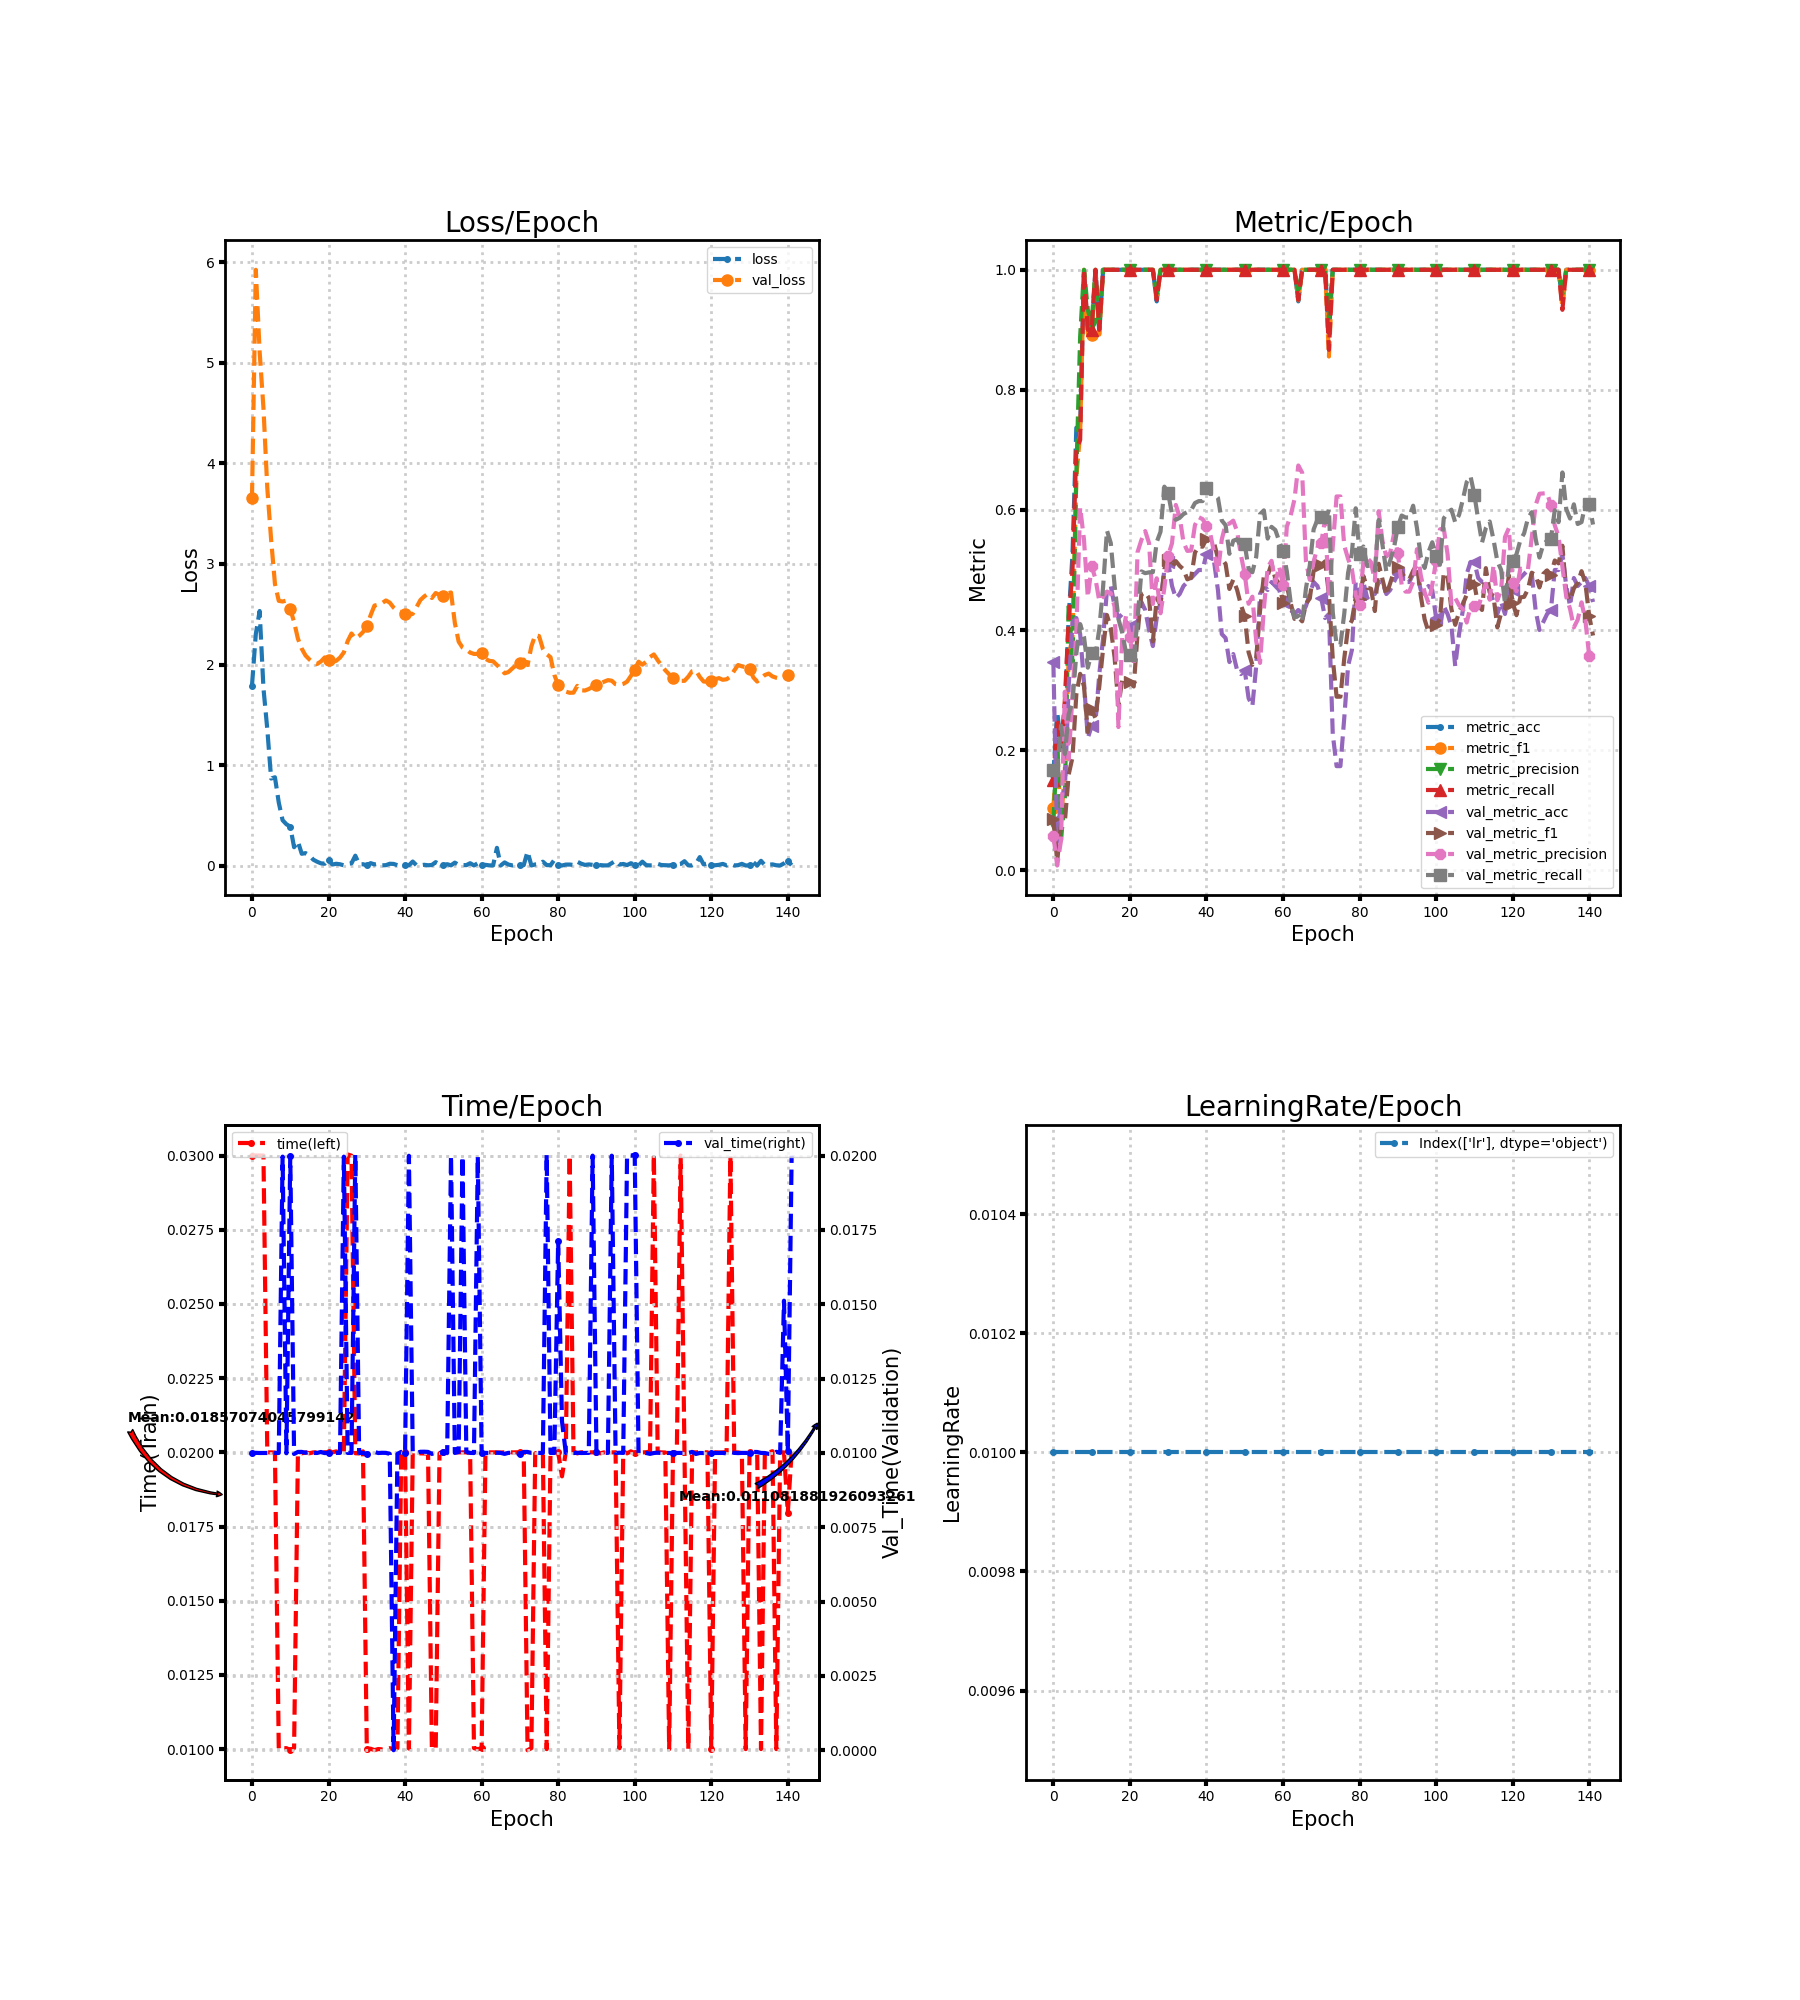 Loss/Epoch
6
5
4
3
2
1
0
Loss
loss
val_loss
0 20 40 60 80 100 120 140
Epoch
Metric/Epoch
1.0
0.8
0.6
0.4
0.2
0.0
Metric
metric_acc
metric_f1
metric_precision
metric_recall
val_metric_acc
val_metric_f1
val_metric_precision
val_metric_recall
0 20 40 60 80 100 120 140
Epoch
Time/Epoch
time(left)
val_time(right)
0.0300
0.0275
0.0250
0.0225
0.0200
0.0175
0.0150
0.0125
0.0100
Time(Train)
0.0200
0.0175
0.0150
0.0125
0.0100
0.0075
0.0050
0.0025
0.0000
Val_Time(Validation)
Mean:0.011081881926093261
0 20 40 60 80 100 120 140
Epoch
LearningRate/Epoch
Index(['lr'], dtype='object')
0.0104
0.0102
0.0100
0.0098
0.0096
LearningRate
0 20 40 60 80 100 120 140
Epoch